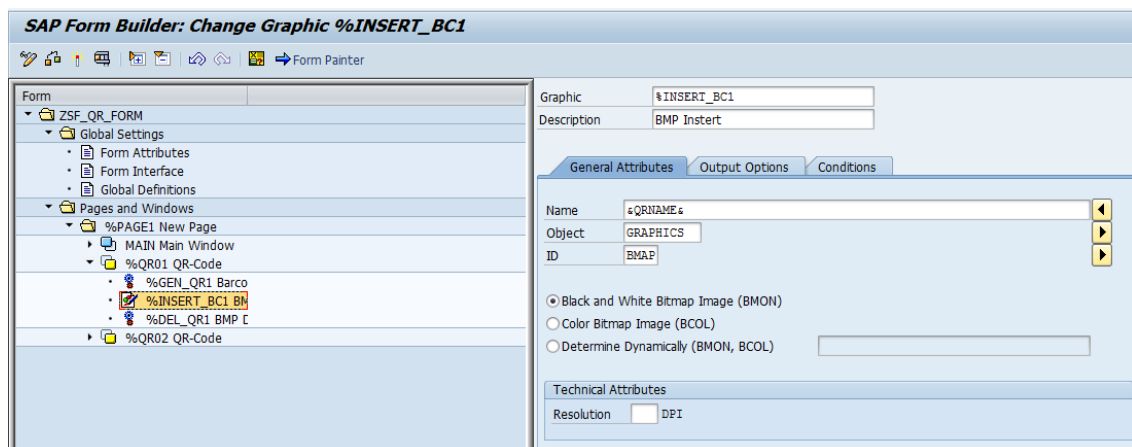 SAP Form Builder: Change Graphic %INSERT_BC1
Form Painter
Form
ZSF_QR_FORM
Global Settings
Form Attributes
Form Interface
Global Definitions
Pages and Windows
%PAGE1 New Page
MAIN Main Window
%QR01 QR-Code
%GEN_QR1 Barco
%INSERT_BC1 BM
%DEL_QR1 BMP D
%QR02 QR-Code
Graphic %INSERT_BC1
Description BMP Instert
General Attributes Output Options Conditions
Name &QRNAME&
Object GRAPHICS
ID BMAP
Black and White Bitmap Image (BMON)
Color Bitmap Image (BCOL)
Determine Dynamically (BMON, BCOL)
Technical Attributes
Resolution DPI